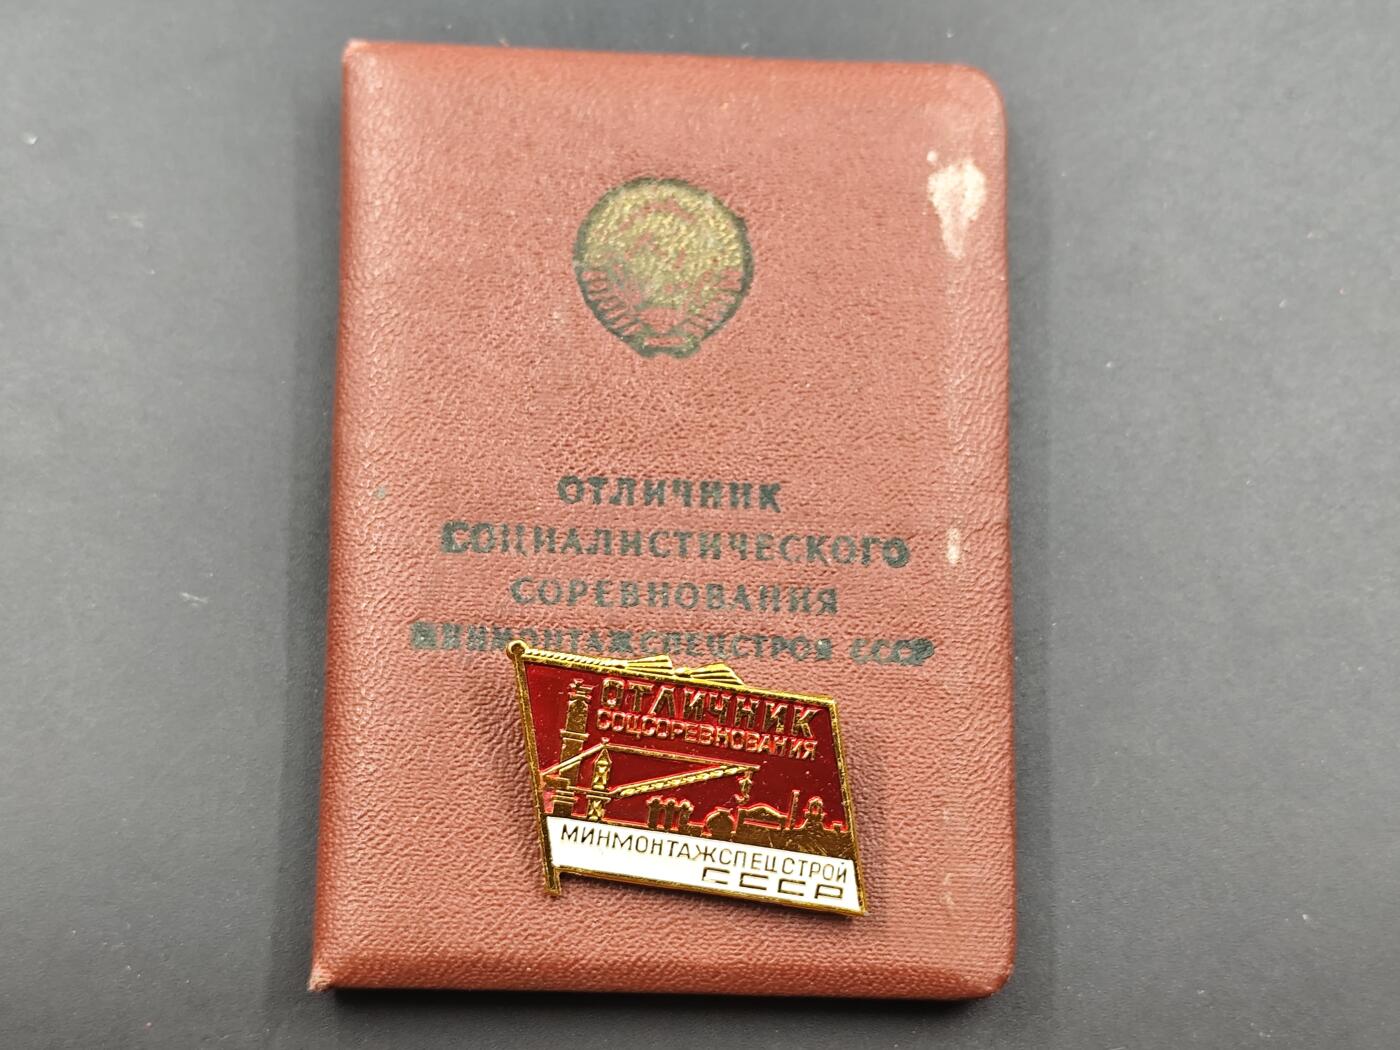 ОТЛИЧНИК
СОЦИАЛИСТИЧЕСКОГО
СОРЕВНОВАНИЯ
МИНМОНТАЖСПЕЦСТРОЯ СССР
ОТЛИЧНИК
СОЦСОРЕВНОВАНИЯ
МИНМОНТАЖСПЕЦСТРОЙ
СССР